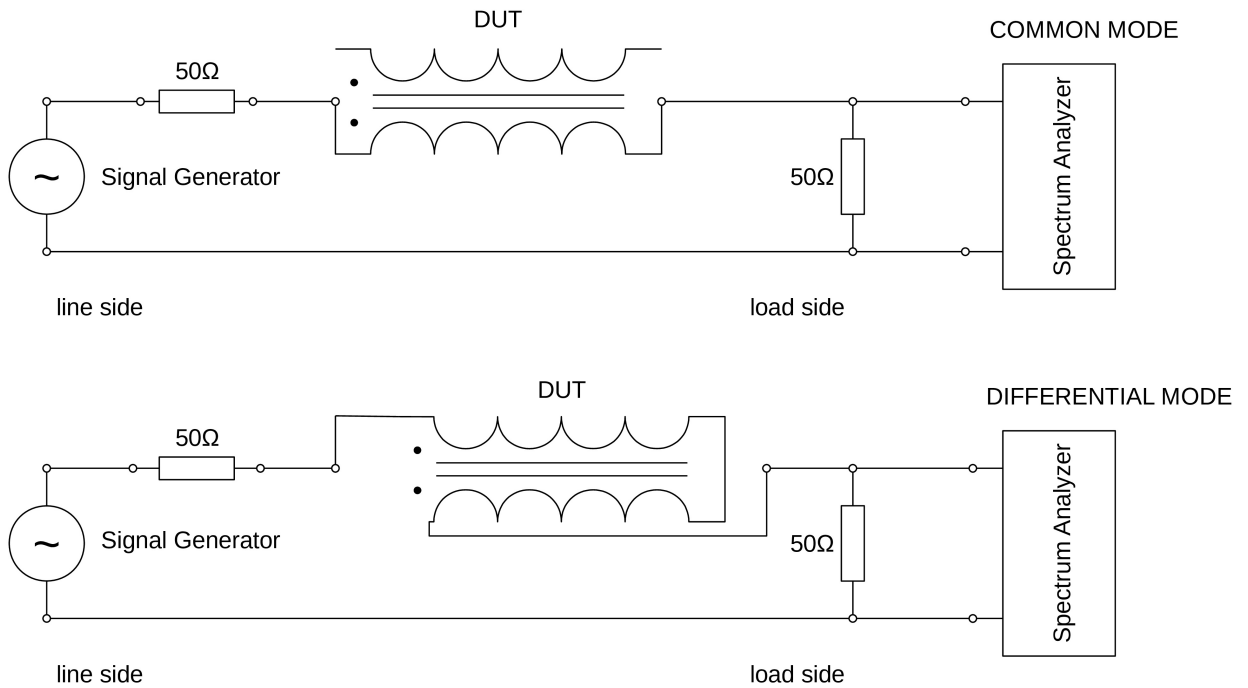 DUT
COMMON MODE
50Ω
~
Signal Generator
50Ω
Spectrum Analyzer
line side
load side
DUT
DIFFERENTIAL MODE
50Ω
~
Signal Generator
50Ω
Spectrum Analyzer
line side
load side